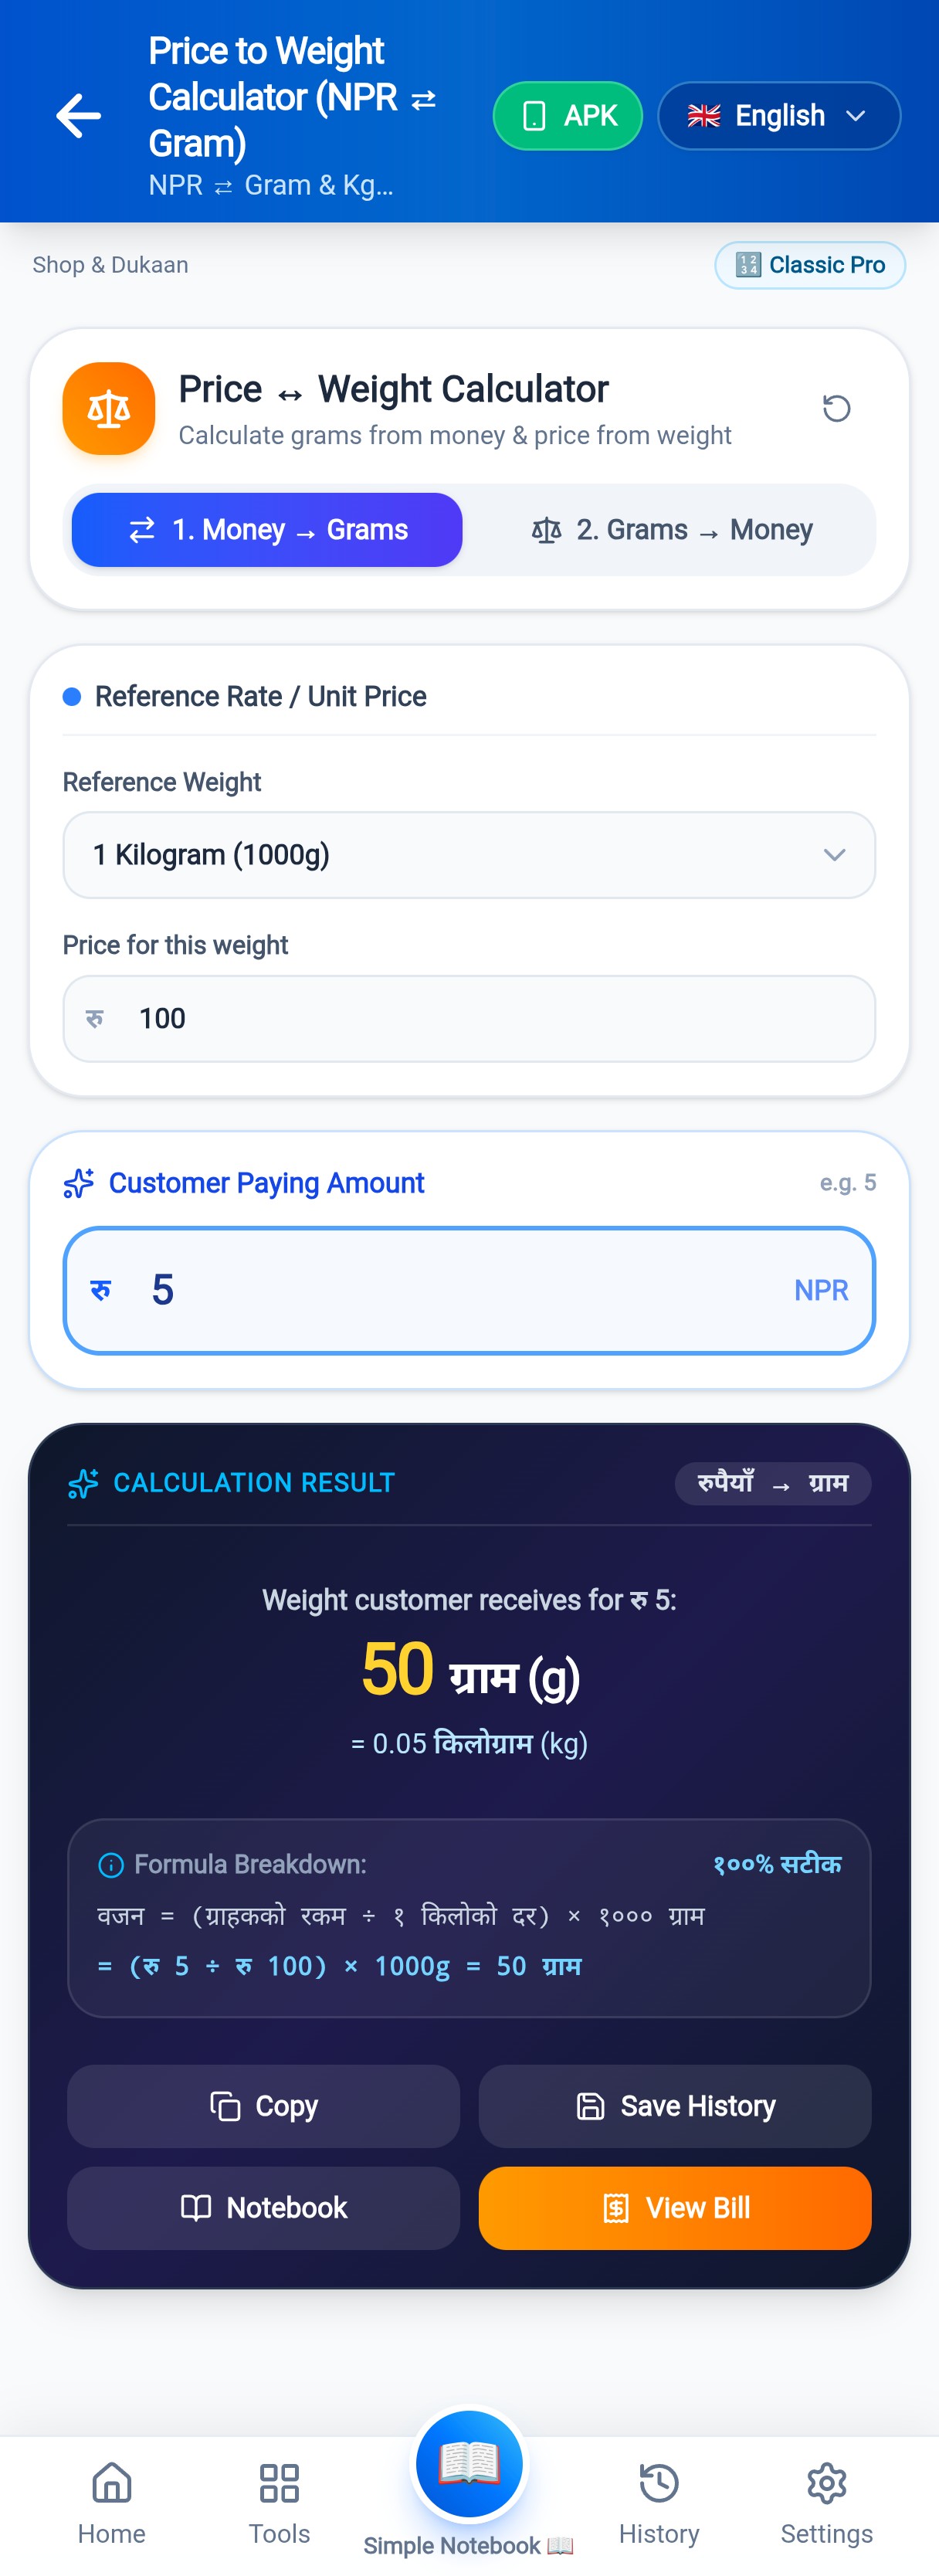 Price to Weight
Calculator (NPR ⇄
Gram)
NPR ⇄ Gram & Kg...
APK
English
Shop & Dukaan
Classic Pro
Price ↔ Weight Calculator
Calculate grams from money & price from weight
1. Money → Grams
2. Grams → Money
Reference Rate / Unit Price
Reference Weight
1 Kilogram (1000g)
Price for this weight
रु 100
Customer Paying Amount
e.g. 5
रु 5 NPR
CALCULATION RESULT
रुपैयाँ → ग्राम
Weight customer receives for रु 5:
50 ग्राम (g)
= 0.05 किलोग्राम (kg)
Formula Breakdown:
१००% सटीक
वजन = (ग्राहकको रकम ÷ १ किलोको दर) × १००० ग्राम
= (रु 5 ÷ रु 100) × 1000g = 50 ग्राम
Copy
Save History
Notebook
View Bill
Home
Tools
Simple Notebook 📖
History
Settings